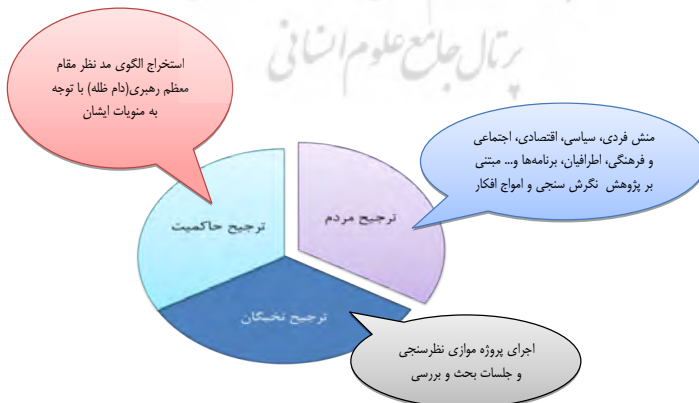 پرتال جامع علوم انسانی
استخراج الگوی مد نظر مقام
معظم رهبری(دام ظله) با توجه
به منویات ایشان
منش فردی، سیاسی، اقتصادی، اجتماعی
و فرهنگی، اطرافیان، برنامه‌ها و... مبتنی
بر پژوهش نگرش سنجی و امواج افکار
ترجیح مردم
ترجیح حاکمیت
ترجیح نخبگان
اجرای پروژه موازی نظرسنجی
و جلسات بحث و بررسی